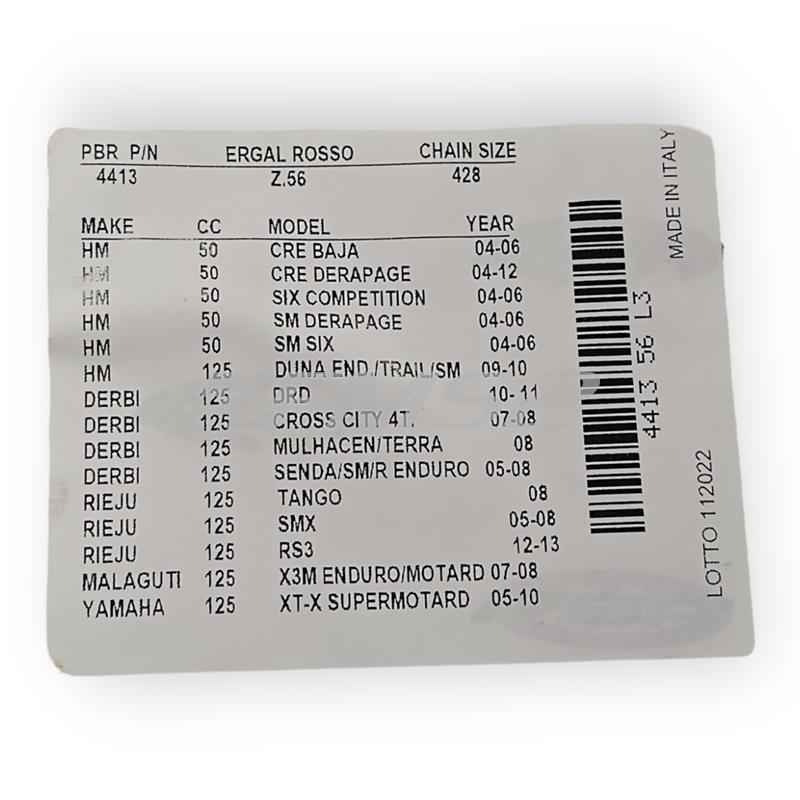 PBR P/N ERGAL ROSSO CHAIN SIZE
4413 Z.56 428
MAKE CC MODEL YEAR
HM 50 CRE BAJA 04-06
HM 50 CRE DERAPAGE 04-12
HM 50 SIX COMPETITION 04-06
HM 50 SM DERAPAGE 04-06
HM 50 SM SIX 04-06
HM 125 DUNA END./TRAIL/SM 09-10
DERBI 125 DRD 10-11
DERBI 125 CROSS CITY 4T. 07-08
DERBI 125 MULHACEN/TERRA 08
DERBI 125 SENDA/SM/R ENDURO 05-08
RIEJU 125 TANGO 08
RIEJU 125 SMX 05-08
RIEJU 125 RS3 12-13
MALAGUTI 125 X3M ENDURO/MOTARD 07-08
YAMAHA 125 XT-X SUPERMOTARD 05-10
4413 56 L3
MADE IN ITALY
LOTTO 112022